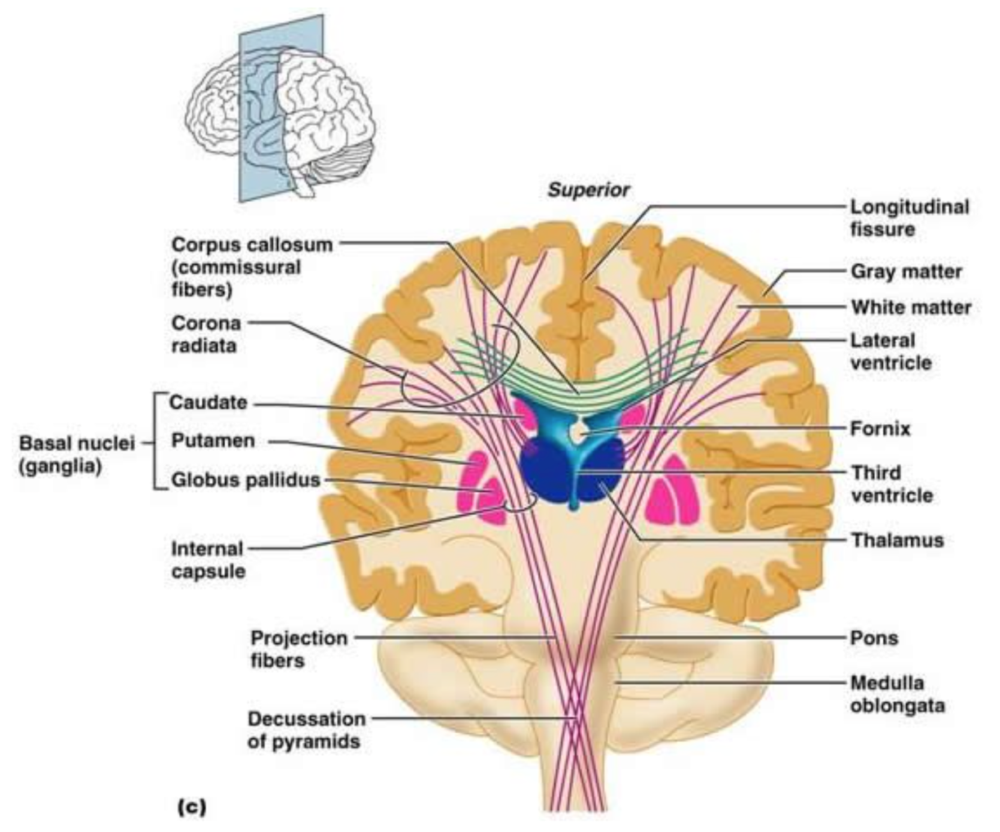 Superior
Longitudinal
fissure
Corpus callosum
(commissural
fibers)
Gray matter
White matter
Corona
radiata
Lateral
ventricle
Caudate
Basal nuclei
(ganglia)
Putamen
Fornix
Globus pallidus
Third
ventricle
Internal
capsule
Thalamus
Projection
fibers
Pons
Medulla
oblongata
Decussation
of pyramids
(c)